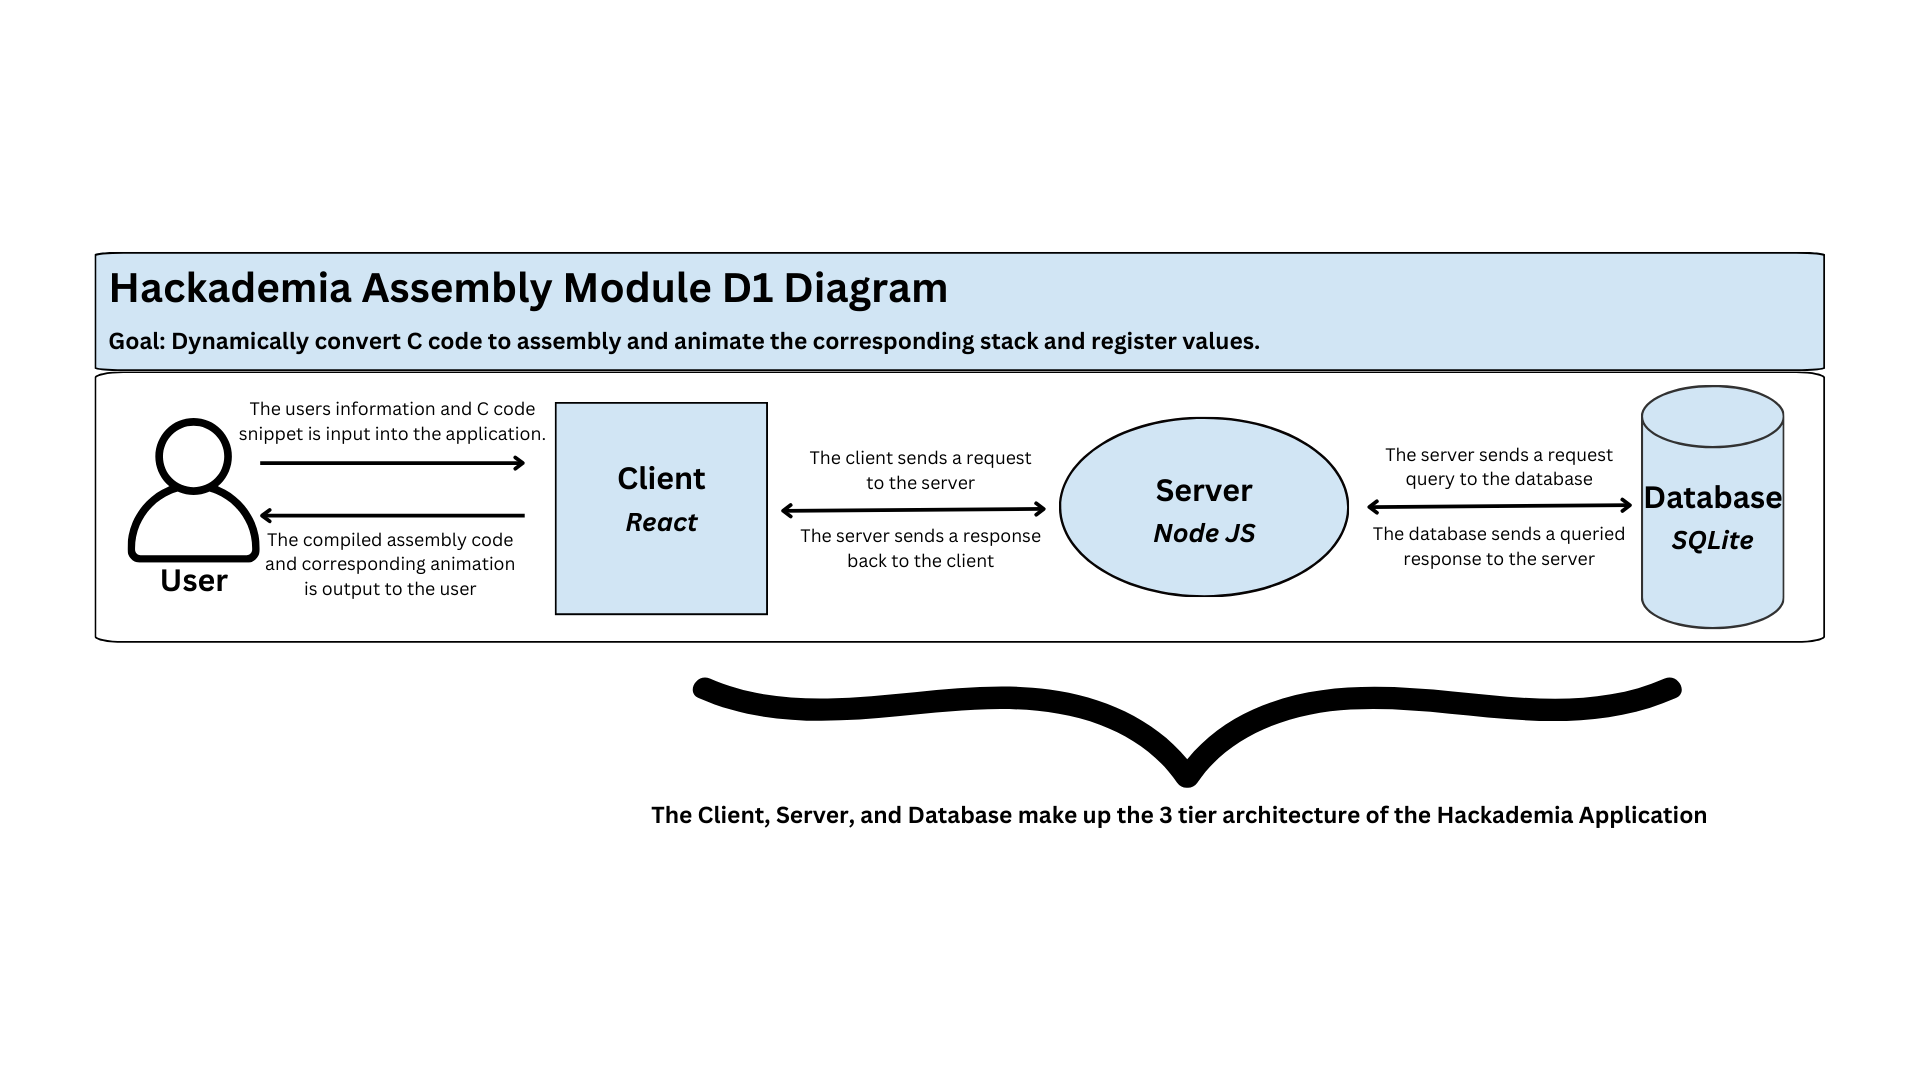 Hackademia Assembly Module D1 Diagram
Goal: Dynamically convert C code to assembly and animate the corresponding stack and register values.
The users information and C code
snippet is input into the application.
The compiled assembly code
and corresponding animation
is output to the user
User
Client
React
The client sends a request
to the server
The server sends a response
back to the client
Server
Node JS
The server sends a request
query to the database
The database sends a queried
response to the server
Database
SQLite
The Client, Server, and Database make up the 3 tier architecture of the Hackademia Application